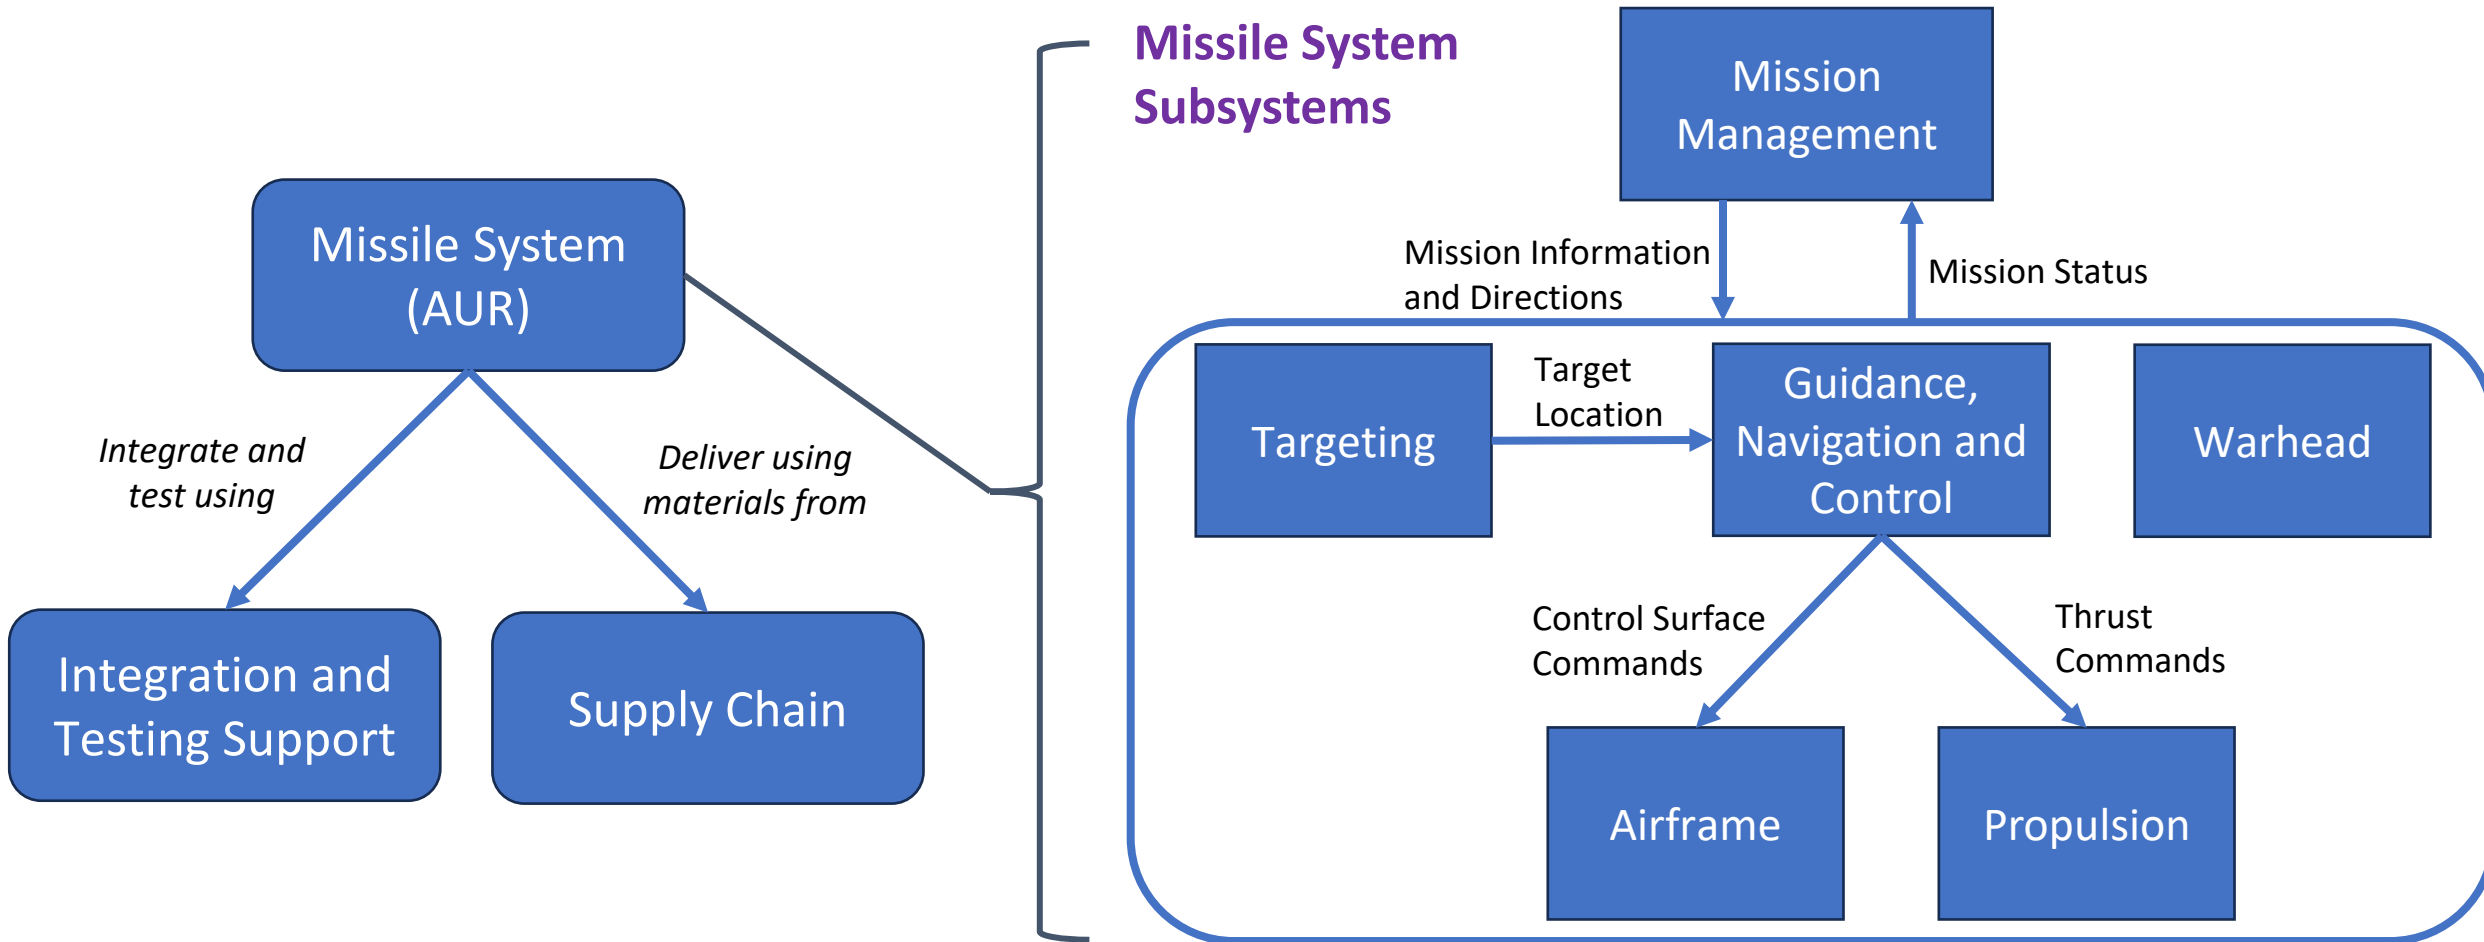 Missile System
Subsystems
Mission
Management
Missile System
(AUR)
Mission Information
and Directions
Mission Status
Integrate and
test using
Deliver using
materials from
Targeting
Target
Location
Guidance,
Navigation and
Control
Warhead
Integration and
Testing Support
Supply Chain
Control Surface
Commands
Thrust
Commands
Airframe
Propulsion